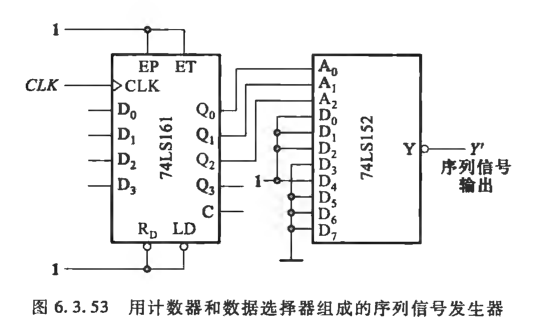 1
EP ET
CLK
CLK
D0
D1
D2
D3
74LS161
Q0
Q1
Q2
Q3
C
RD LD
1
A0
A1
A2
D0
D1
D2
D3
1
D4
D5
D6
D7
74LS152
Y
Y'
序列信号
输出
图 6.3.53 用计数器和数据选择器组成的序列信号发生器